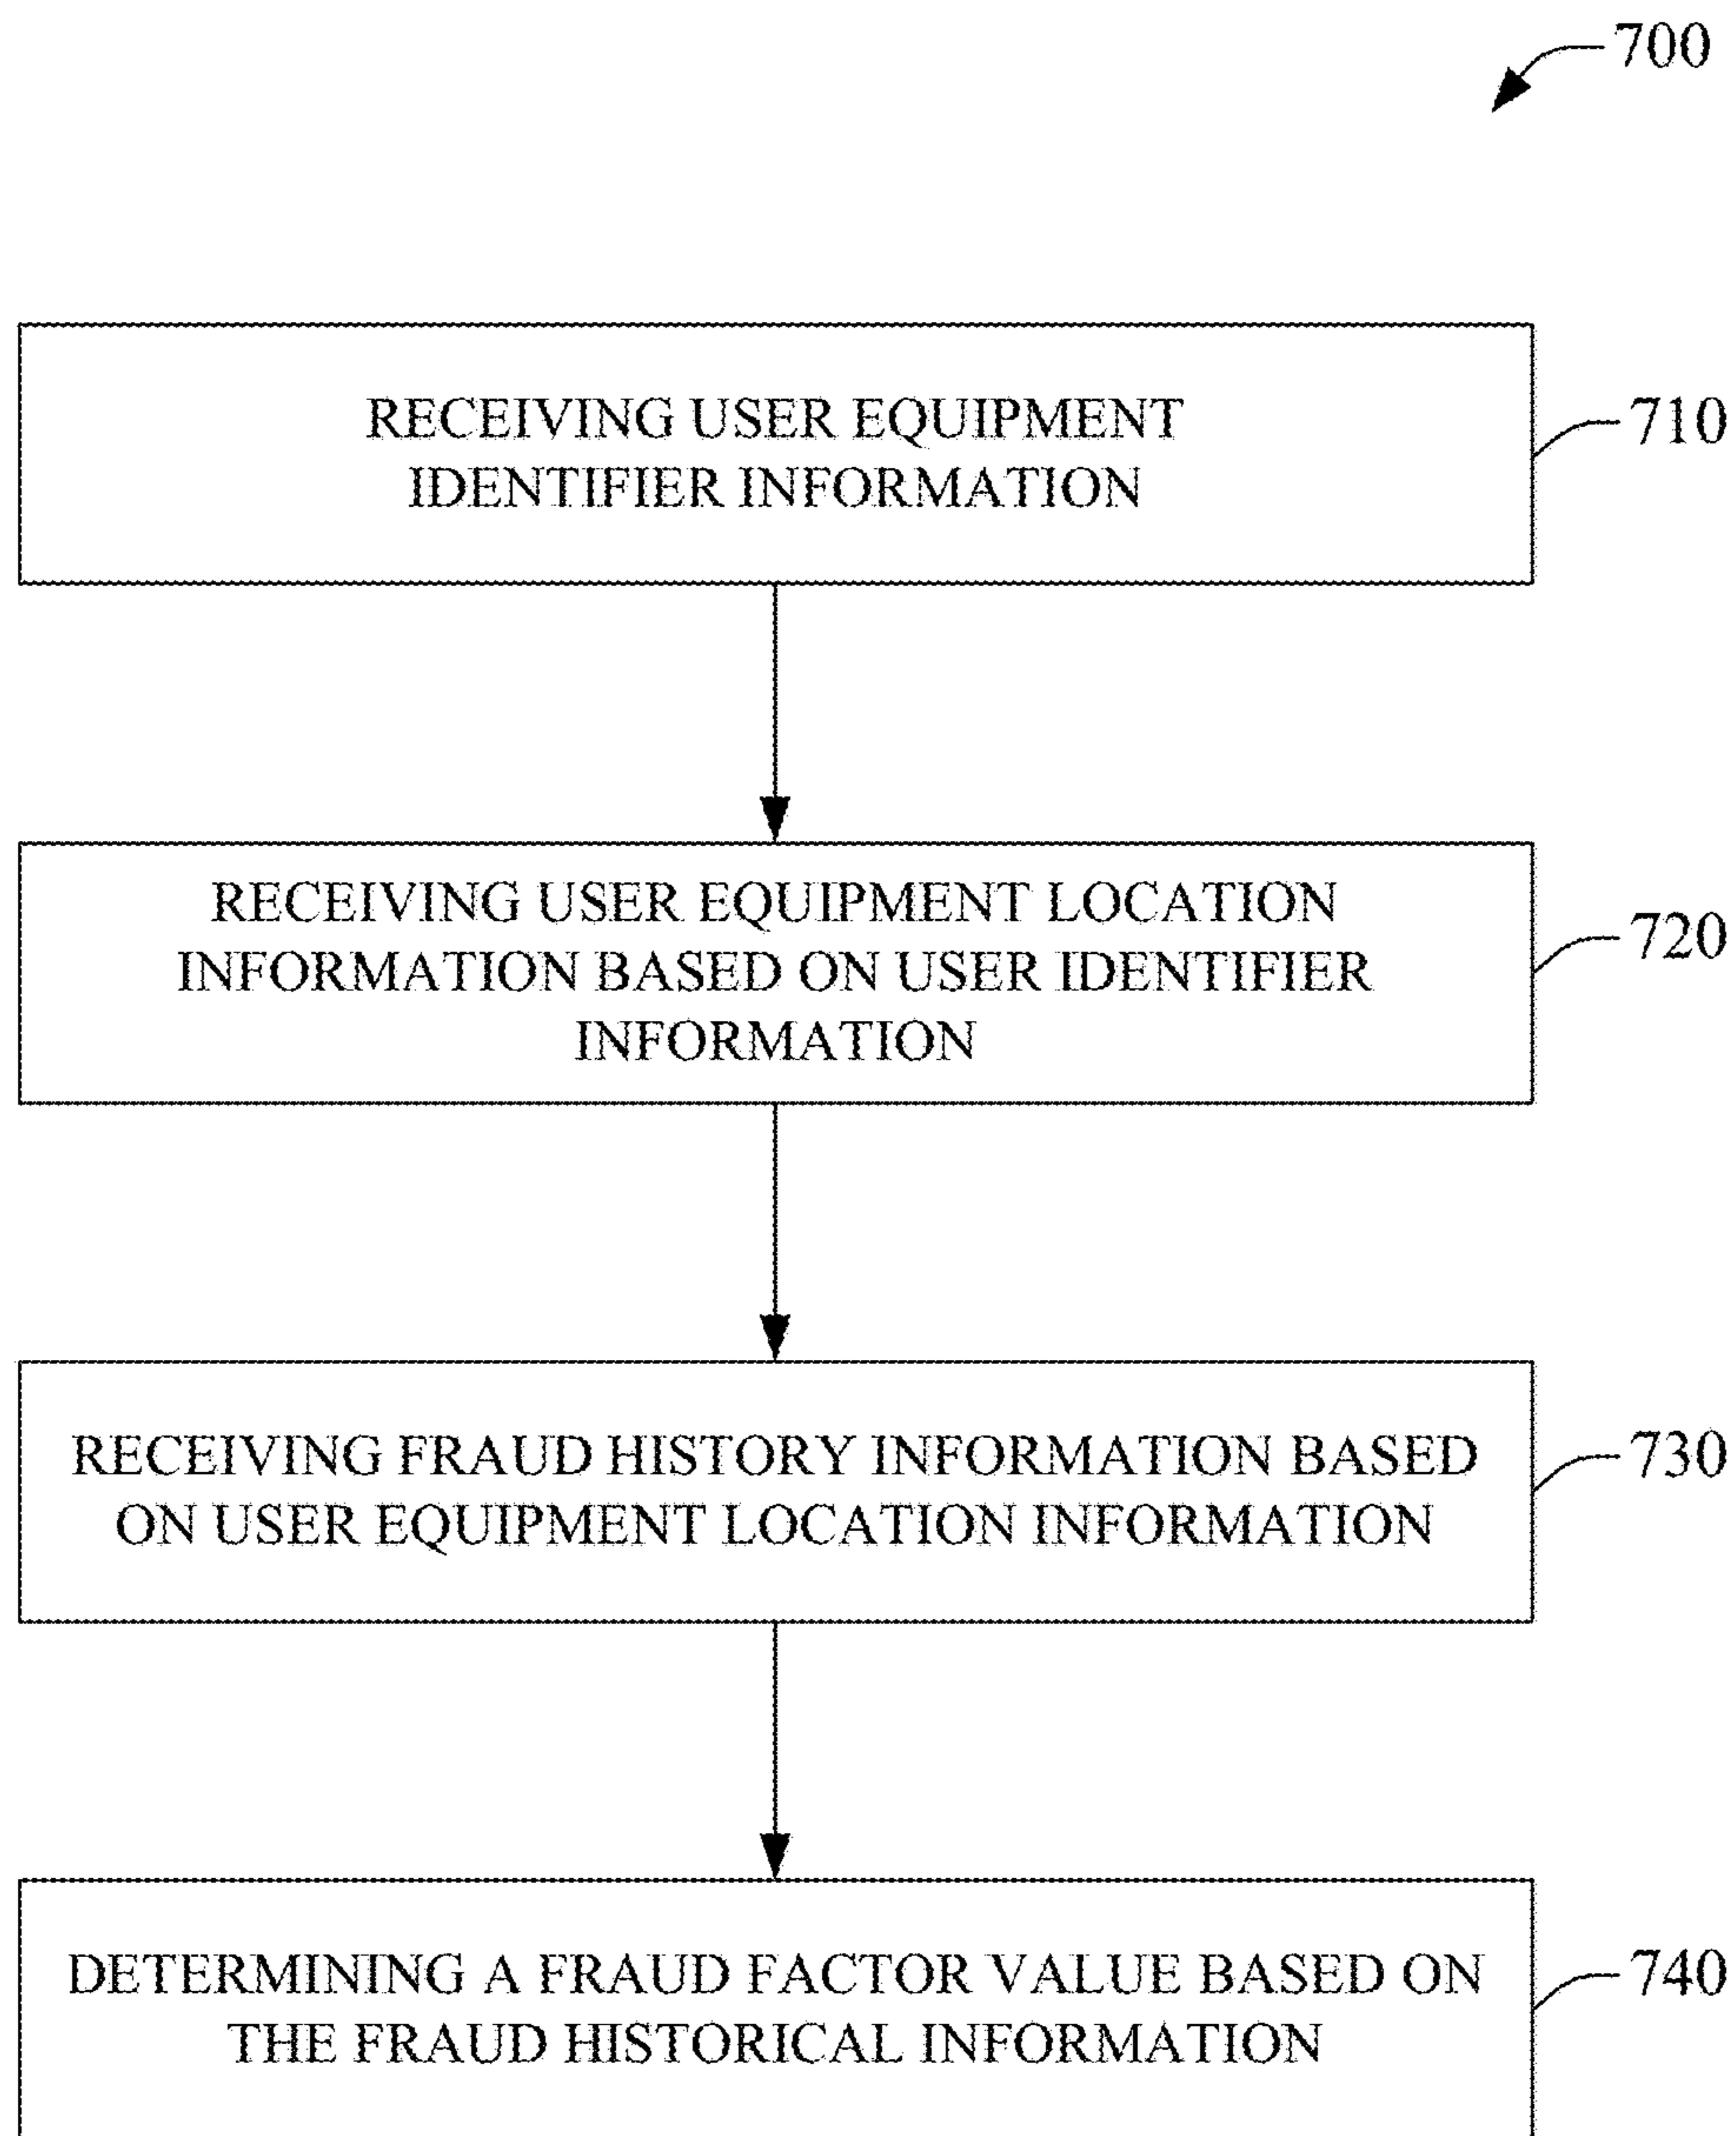 700
RECEIVING USER EQUIPMENT
IDENTIFIER INFORMATION
710
RECEIVING USER EQUIPMENT LOCATION
INFORMATION BASED ON USER IDENTIFIER
INFORMATION
720
RECEIVING FRAUD HISTORY INFORMATION BASED
ON USER EQUIPMENT LOCATION INFORMATION
730
DETERMINING A FRAUD FACTOR VALUE BASED ON
THE FRAUD HISTORICAL INFORMATION
740